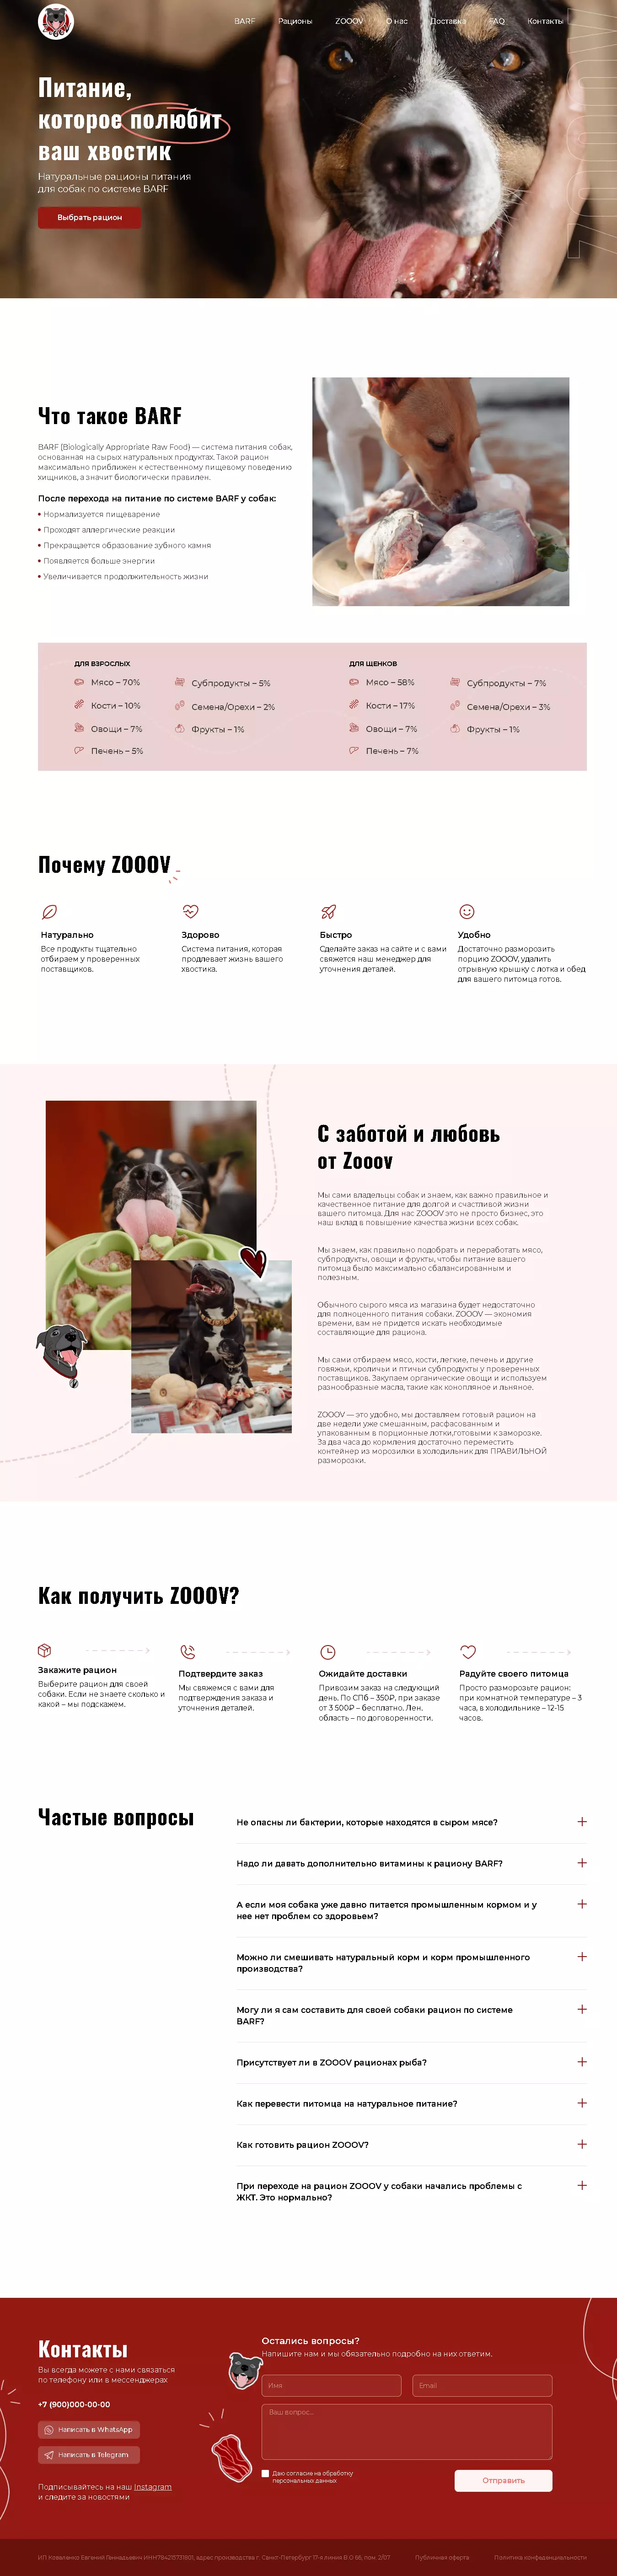 ZOOV
BARF
Рационы
ZOOOV
О нас
Доставка
FAQ
Контакты
Питание,
которое полюбит
ваш хвостик
Натуральные рационы питания
для собак по системе BARF
Выбрать рацион
Что такое BARF
BARF (Biologically Appropriate Raw Food) — система питания собак,
основанная на сырых натуральных продуктах. Такой рацион
максимально приближен к естественному пищевому поведению
хищников, а значит биологически правилен.
После перехода на питание по системе BARF у собак:
Нормализуется пищеварение
Проходят аллергические реакции
Прекращается образование зубного камня
Появляется больше энергии
Увеличивается продолжительность жизни
ДЛЯ ВЗРОСЛЫХ
Мясо – 70%
Кости – 10%
Овощи – 7%
Печень – 5%
Субпродукты – 5%
Семена/Орехи – 2%
Фрукты – 1%
ДЛЯ ЩЕНКОВ
Мясо – 58%
Кости – 17%
Овощи – 7%
Печень – 7%
Субпродукты – 7%
Семена/Орехи – 3%
Фрукты – 1%
Почему ZOOOV
Натурально
Все продукты тщательно
отбираем у проверенных
поставщиков.
Здорово
Система питания, которая
продлевает жизнь вашего
хвостика.
Быстро
Сделайте заказ на сайте и с вами
свяжется наш менеджер для
уточнения деталей.
Удобно
Достаточно разморозить
порцию ZOOOV, удалить
отрывную крышку с лотка и обед
для вашего питомца готов.
С заботой и любовь
от Zooov
Мы сами владельцы собак и знаем, как важно правильное и
качественное питание для долгой и счастливой жизни
вашего питомца. Для нас ZOOOV это не просто бизнес, это
наш вклад в повышение качества жизни всех собак.
Мы знаем, как правильно подобрать и переработать мясо,
субпродукты, овощи и фрукты, чтобы питание вашего
питомца было максимально сбалансированным и
полезным.
Обычного сырого мяса из магазина будет недостаточно
для полноценного питания собаки. ZOOOV — экономия
времени, вам не придется искать необходимые
составляющие для рациона.
Мы сами отбираем мясо, кости, легкие, печень и другие
говяжьи, кроличьи и птичьи субпродукты у проверенных
поставщиков. Закупаем органические овощи и используем
разнообразные масла, такие как конопляное и льняное.
ZOOOV — это удобно, мы доставляем готовый рацион на
две недели уже смешанным, расфасованным и
упакованным в порционные лотки,готовыми к заморозке.
За два часа до кормления достаточно переместить
контейнер из морозилки в холодильник для ПРАВИЛЬНОЙ
разморозки.
Как получить ZOOOV?
Закажите рацион
Выберите рацион для своей
собаки. Если не знаете сколько и
какой – мы подскажем.
Подтвердите заказ
Мы свяжемся с вами для
подтверждения заказа и
уточнения деталей.
Ожидайте доставки
Привозим заказ на следующий
день. По СПб – 350₽, при заказе
от 3 500₽ – бесплатно. Лен.
область – по договоренности.
Радуйте своего питомца
Просто разморозьте рацион:
при комнатной температуре – 3
часа, в холодильнике – 12-15
часов.
Частые вопросы
Не опасны ли бактерии, которые находятся в сыром мясе?
Надо ли давать дополнительно витамины к рациону BARF?
А если моя собака уже давно питается промышленным кормом и у
нее нет проблем со здоровьем?
Можно ли смешивать натуральный корм и корм промышленного
производства?
Могу ли я сам составить для своей собаки рацион по системе
BARF?
Присутствует ли в ZOOOV рационах рыба?
Как перевести питомца на натуральное питание?
Как готовить рацион ZOOOV?
При переходе на рацион ZOOOV у собаки начались проблемы с
ЖКТ. Это нормально?
Контакты
Вы всегда можете с нами связаться
по телефону или в мессенджерах
+7 (900)000-00-00
Написать в WhatsApp
Написать в Telegram
Подписывайтесь на наш Instagram
и следите за новостями
Остались вопросы?
Напишите нам и мы обязательно подробно на них ответим.
Имя
Email
Ваш вопрос...
Даю согласие на обработку
персональных данных
Отправить
Публичная оферта
Политика конфеденциальности